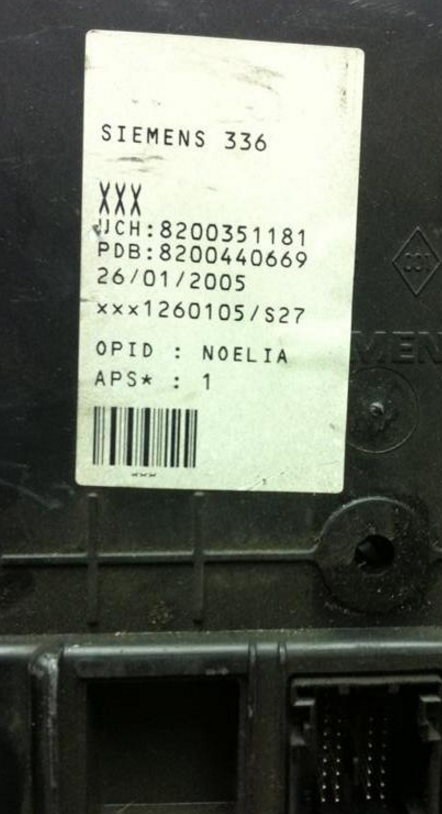 SIEMENS 336
XXX
UCH:8200351181
PDB:8200440669
26/01/2005
xxx1260105/S27
OPID : NOELIA
APS* : 1